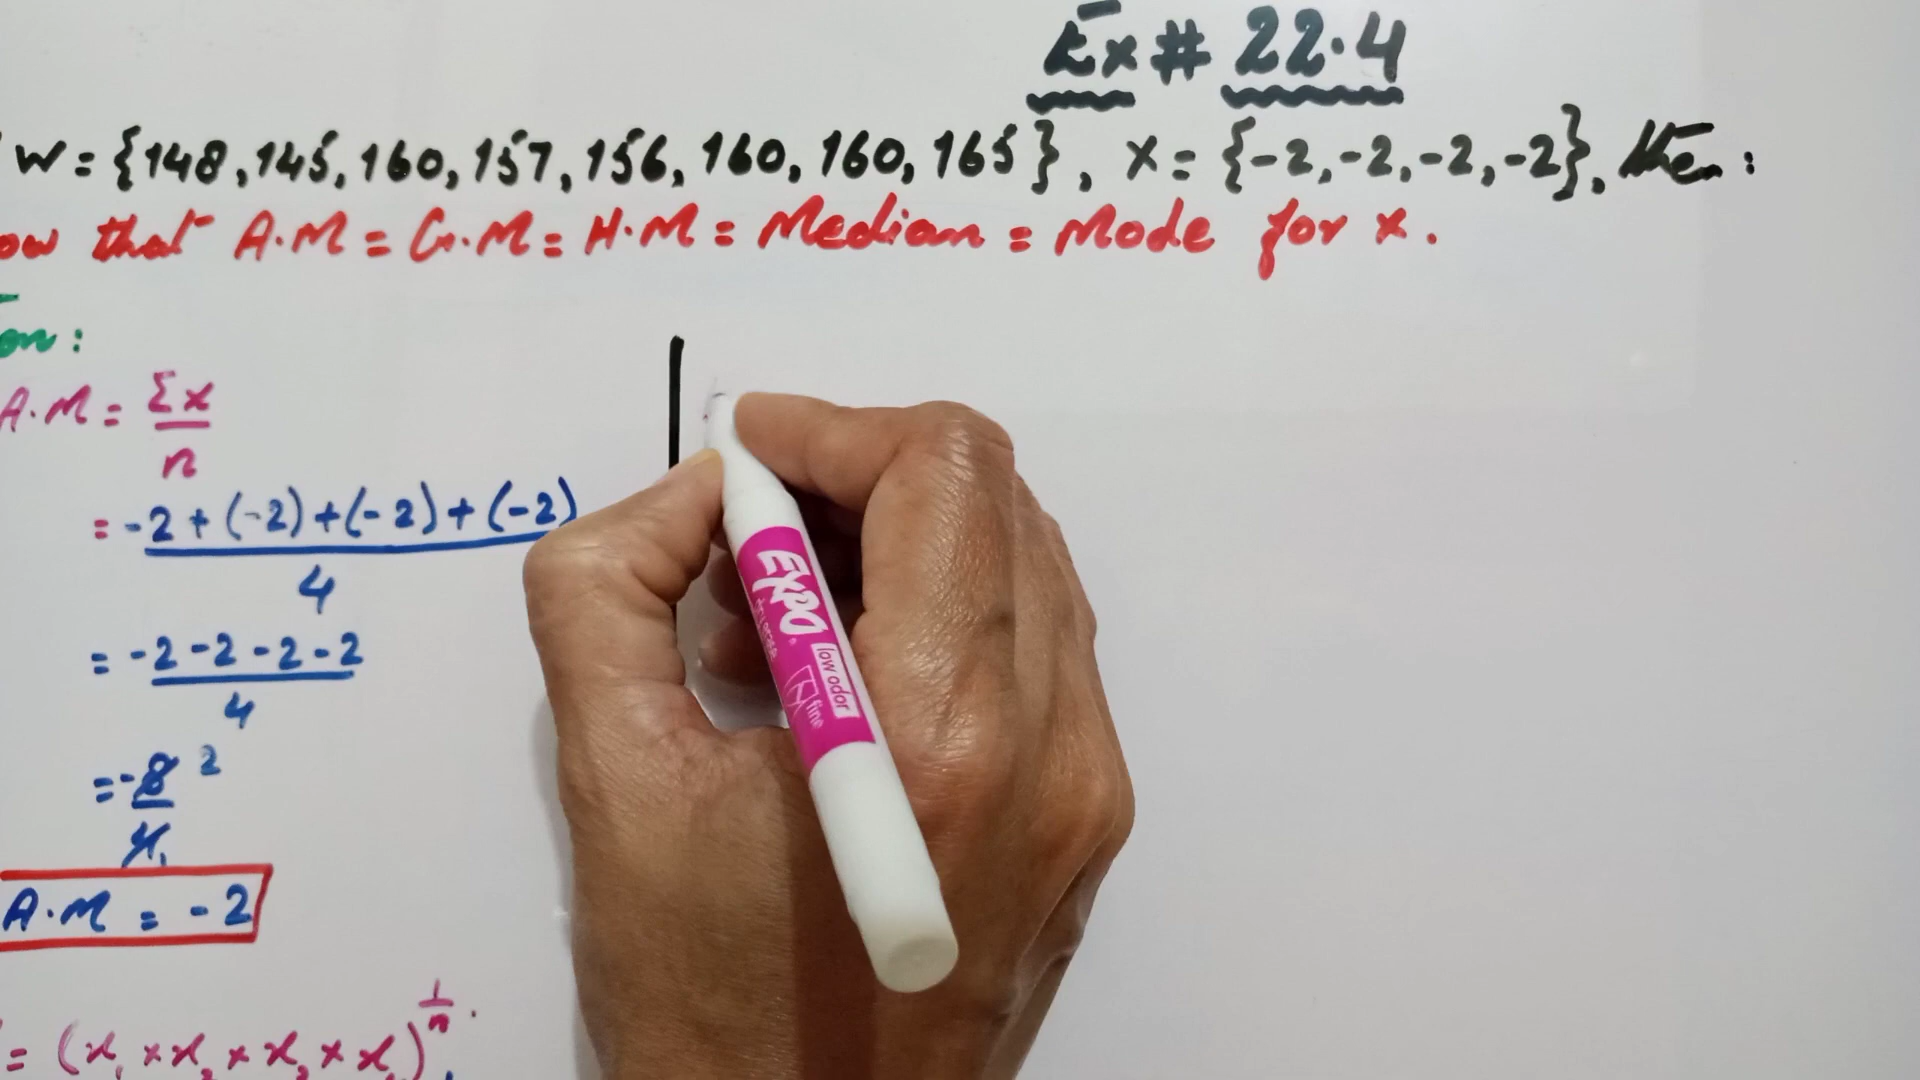 Ex # 22.4
W = {148, 145, 160, 157, 156, 160, 160, 165}, X = {-2, -2, -2, -2}, then:
ow that A.M = G.M = H.M = Median = Mode for x.
on:
A.M = Σx
n
= -2 + (-2) + (-2) + (-2)
4
= -2 -2 -2 -2
4
= -8 2
4 1
A.M = -2
= (x1 × x2 × x3 × x4)^1/n.
EXPO
low odor
dry erase
fine